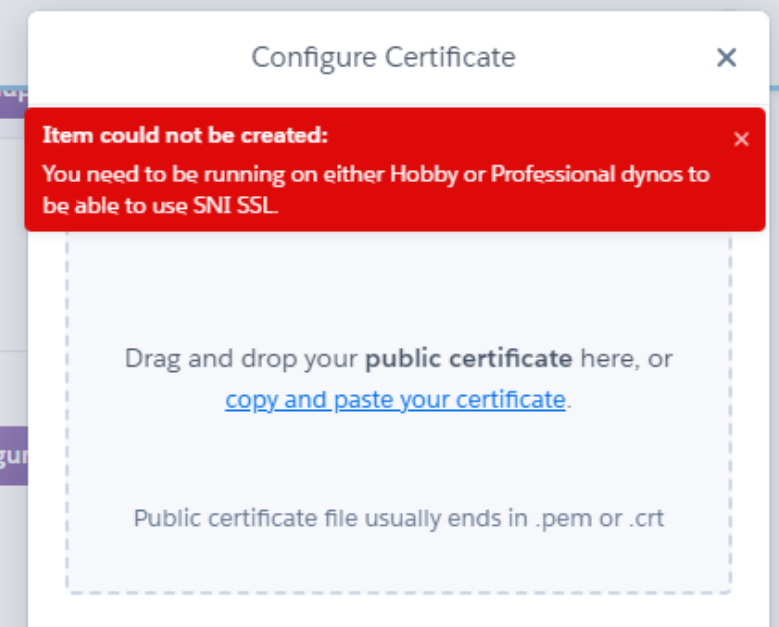 Configure Certificate
Item could not be created:
You need to be running on either Hobby or Professional dynos to
be able to use SNI SSL.
Drag and drop your public certificate here, or
copy and paste your certificate.
Public certificate file usually ends in .pem or .crt